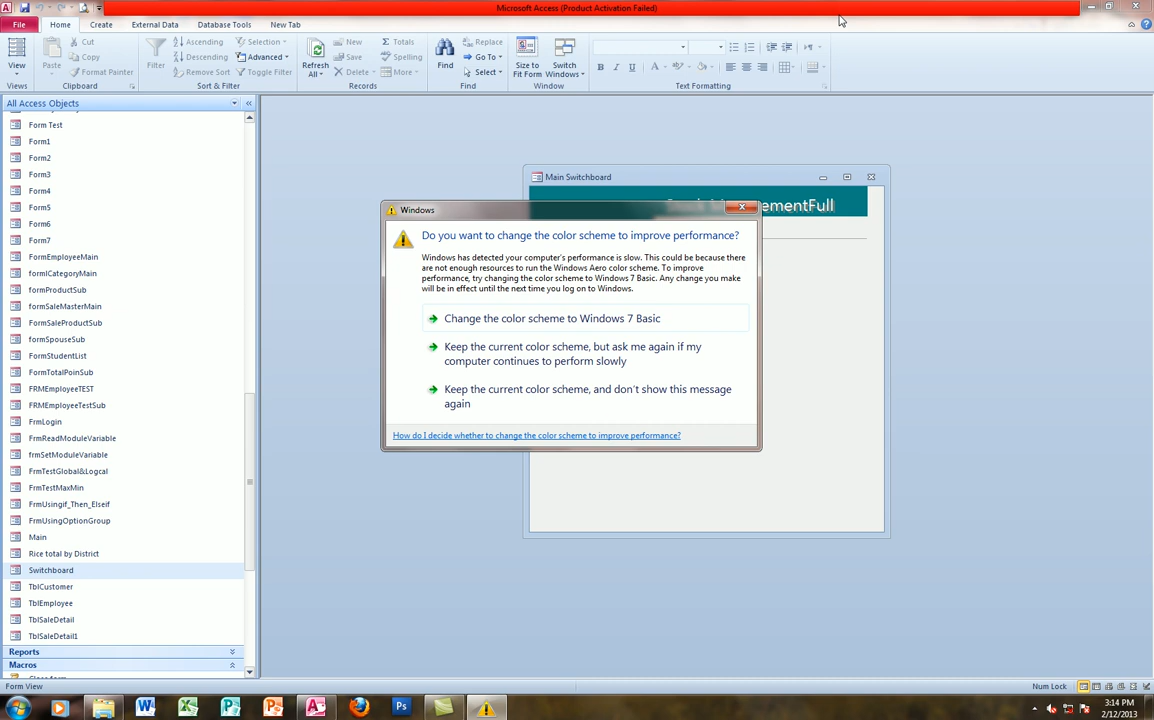 Microsoft Access (Product Activation Failed)
File Home Create External Data Database Tools New Tab
View
Views
Paste
Cut
Copy
Format Painter
Clipboard
Filter
Ascending
Descending
Remove Sort
Selection
Advanced
Toggle Filter
Sort & Filter
Refresh
All
New
Save
Delete
Totals
Spelling
More
Records
Find
Replace
Go To
Select
Find
Size to
Fit Form
Switch
Windows
Window
B I U A
Text Formatting
All Access Objects
Form Test
Form1
Form2
Form3
Form4
Form5
Form6
Form7
FormEmployeeMain
formlCategoryMain
formProductSub
formSaleMasterMain
FormSaleProductSub
formSpouseSub
FormStudentList
FormTotalPoinSub
FRMEmployeeTEST
FRMEmployeeTestSub
FrmLogin
FrmReadModuleVariable
frmSetModuleVariable
FrmTestGlobal&Logcal
FrmTestMaxMin
FrmUsingif_Then_Elseif
FrmUsingOptionGroup
Main
Rice total by District
Switchboard
TblCustomer
TblEmployee
TblSaleDetail
TblSaleDetail1
Reports
Macros
Main Switchboard
ementFull
Windows
Do you want to change the color scheme to improve performance?
Windows has detected your computer's performance is slow. This could be because there
are not enough resources to run the Windows Aero color scheme. To improve
performance, try changing the color scheme to Windows 7 Basic. Any change you make
will be in effect until the next time you log on to Windows.
Change the color scheme to Windows 7 Basic
Keep the current color scheme, but ask me again if my
computer continues to perform slowly
Keep the current color scheme, and don't show this message
again
How do I decide whether to change the color scheme to improve performance?
Form View
Num Lock
3:14 PM
2/12/2013